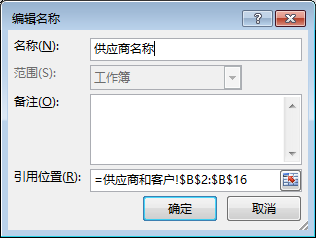 编辑名称
名称(N):
供应商名称
范围(S):
工作簿
备注(O):
引用位置(R):
=供应商和客户!$B$2:$B$16
确定
取消